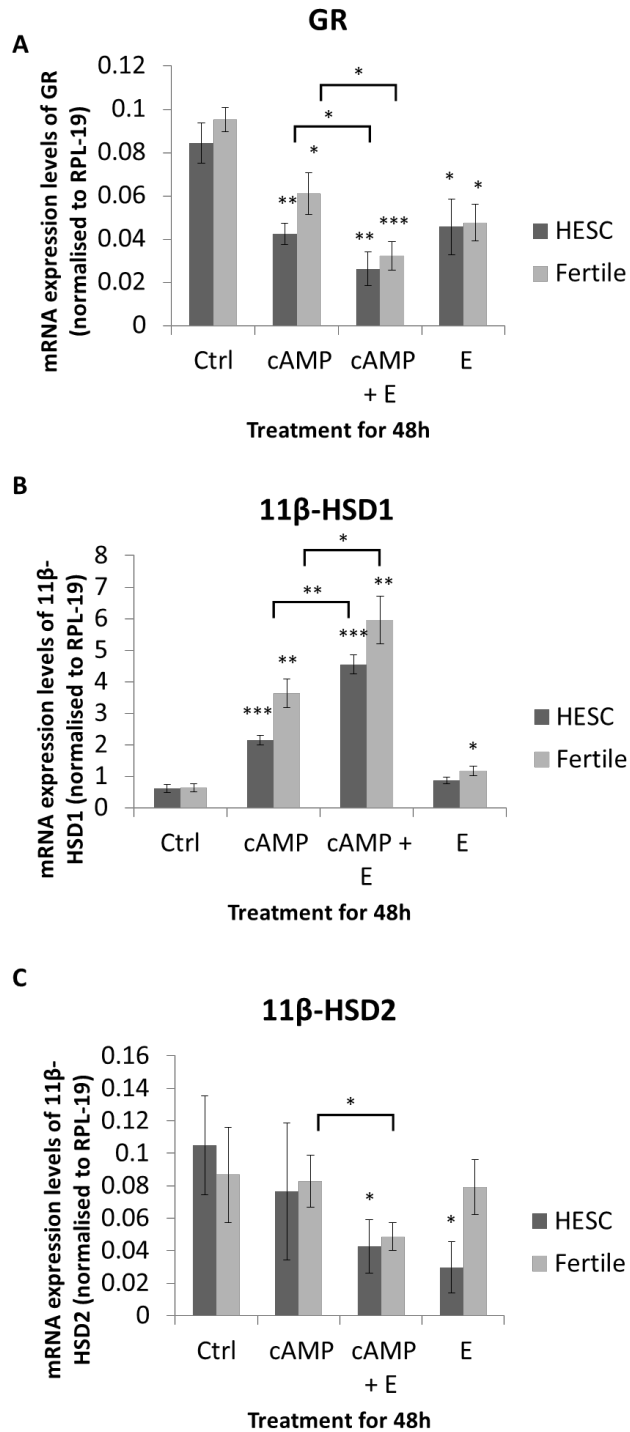 GR
A
mRNA expression levels of GR
(normalised to RPL-19)
0.12
0.1
0.08
0.06
0.04
0.02
0
*
*
** *
** ***
* *
HESC
Fertile
Ctrl cAMP cAMP E
+ E
Treatment for 48h
B
11β-HSD1
mRNA expression levels of 11β-
HSD1 (normalised to RPL-19)
8
7
6
5
4
3
2
1
0
*
**
*** **
*** **
*
HESC
Fertile
Ctrl cAMP cAMP + E
E
Treatment for 48h
C
11β-HSD2
mRNA expression levels of 11β-
HSD2 (normalised to RPL-19)
0.16
0.14
0.12
0.1
0.08
0.06
0.04
0.02
0
*
*
*
HESC
Fertile
Ctrl cAMP cAMP E
+ E
Treatment for 48h